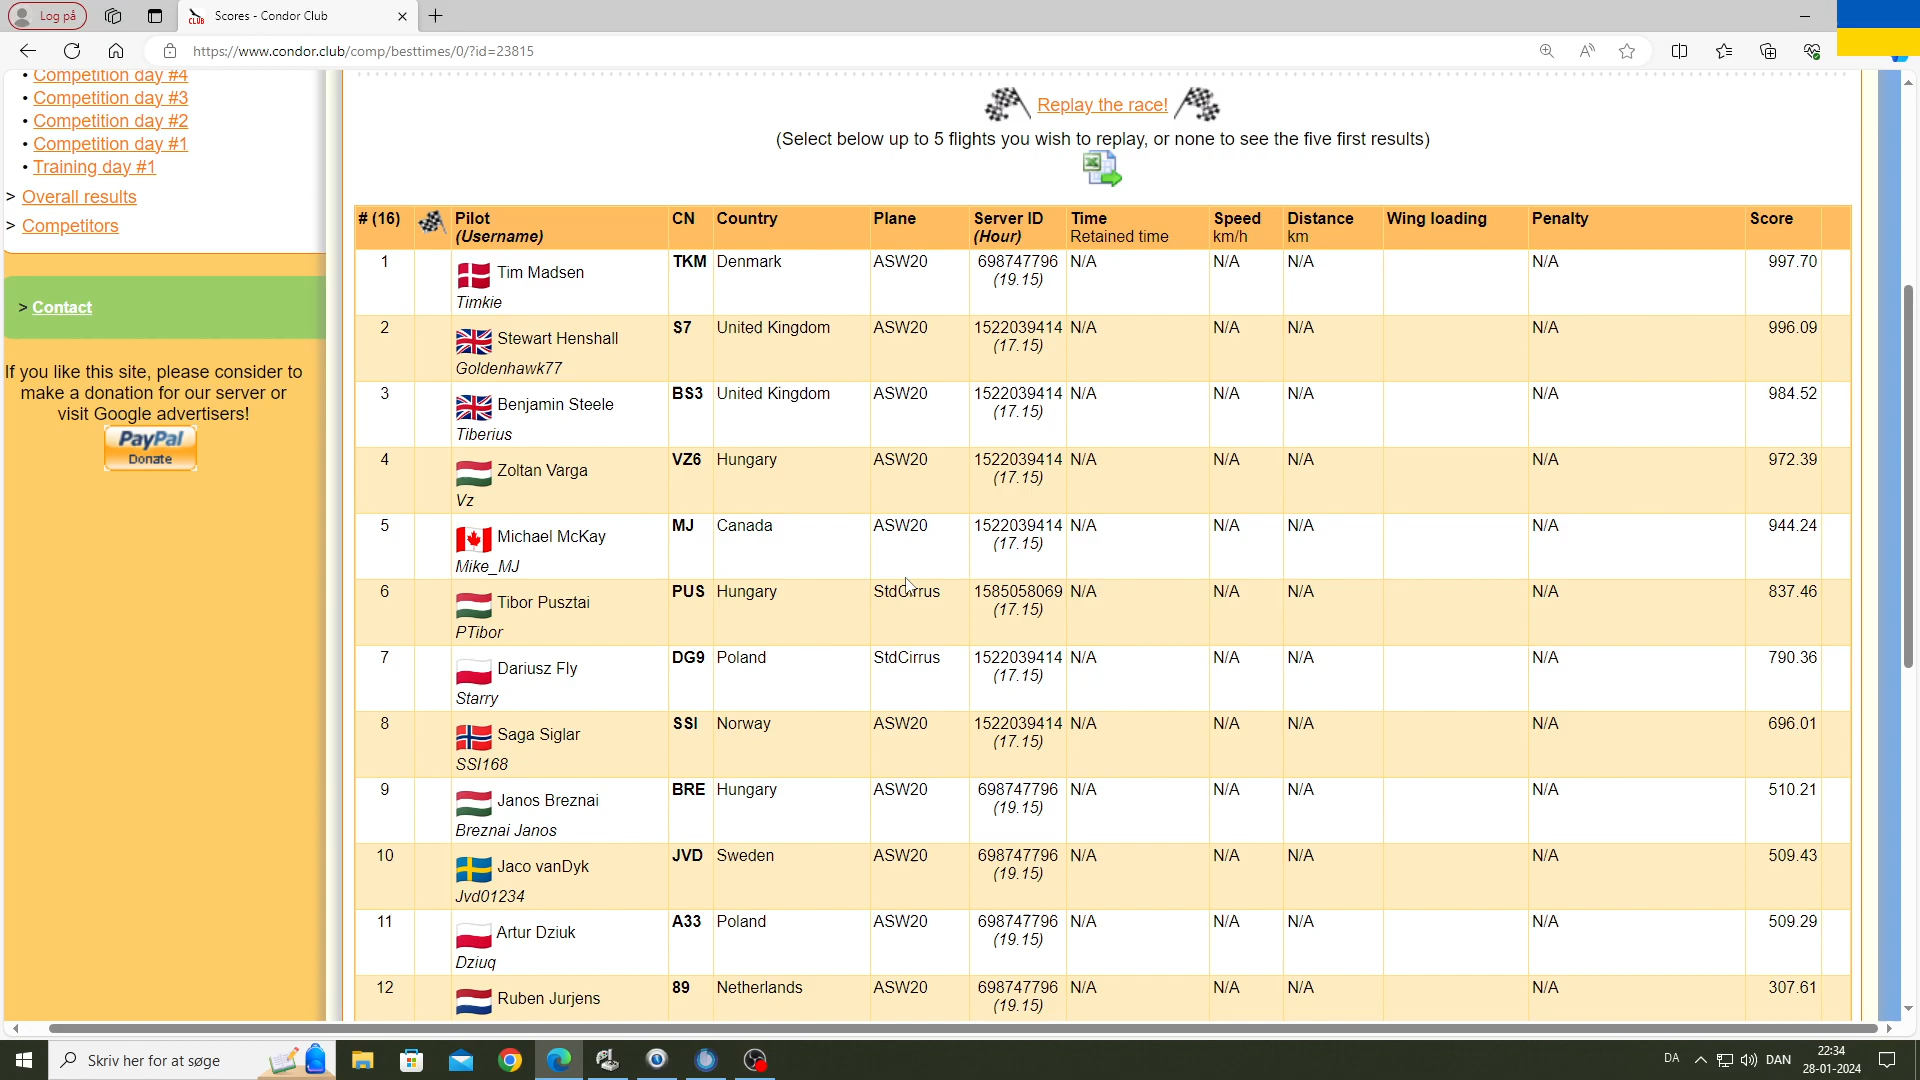 Log på
Scores - Condor Club
https://www.condor.club/comp/besttimes/0/?id=23815
• Competition day #4
• Competition day #3
• Competition day #2
• Competition day #1
• Training day #1
> Overall results
> Competitors
> Contact
If you like this site, please consider to
make a donation for our server or
visit Google advertisers!
PayPal
Donate
Replay the race!
(Select below up to 5 flights you wish to replay, or none to see the five first results)
# (16) Pilot CN Country Plane Server ID Time Speed Distance Wing loading Penalty Score
(Username) (Hour) Retained time km/h km
1 Tim Madsen TKM Denmark ASW20 698747796 N/A N/A N/A N/A 997.70
Timkie (19.15)
2 Stewart Henshall S7 United Kingdom ASW20 1522039414 N/A N/A N/A N/A 996.09
Goldenhawk77 (17.15)
3 Benjamin Steele BS3 United Kingdom ASW20 1522039414 N/A N/A N/A N/A 984.52
Tiberius (17.15)
4 Zoltan Varga VZ6 Hungary ASW20 1522039414 N/A N/A N/A N/A 972.39
Vz (17.15)
5 Michael McKay MJ Canada ASW20 1522039414 N/A N/A N/A N/A 944.24
Mike_MJ (17.15)
6 Tibor Pusztai PUS Hungary StdCirrus 1585058069 N/A N/A N/A N/A 837.46
PTibor (17.15)
7 Dariusz Fly DG9 Poland StdCirrus 1522039414 N/A N/A N/A N/A 790.36
Starry (17.15)
8 Saga Siglar SSI Norway ASW20 1522039414 N/A N/A N/A N/A 696.01
SSI168 (17.15)
9 Janos Breznai BRE Hungary ASW20 698747796 N/A N/A N/A N/A 510.21
Breznai Janos (19.15)
10 Jaco vanDyk JVD Sweden ASW20 698747796 N/A N/A N/A N/A 509.43
Jvd01234 (19.15)
11 Artur Dziuk A33 Poland ASW20 698747796 N/A N/A N/A N/A 509.29
Dziuq (19.15)
12 Ruben Jurjens 89 Netherlands ASW20 698747796 N/A N/A N/A N/A 307.61
(19.15)
Skriv her for at søge
DA
DAN
22:34
28-01-2024